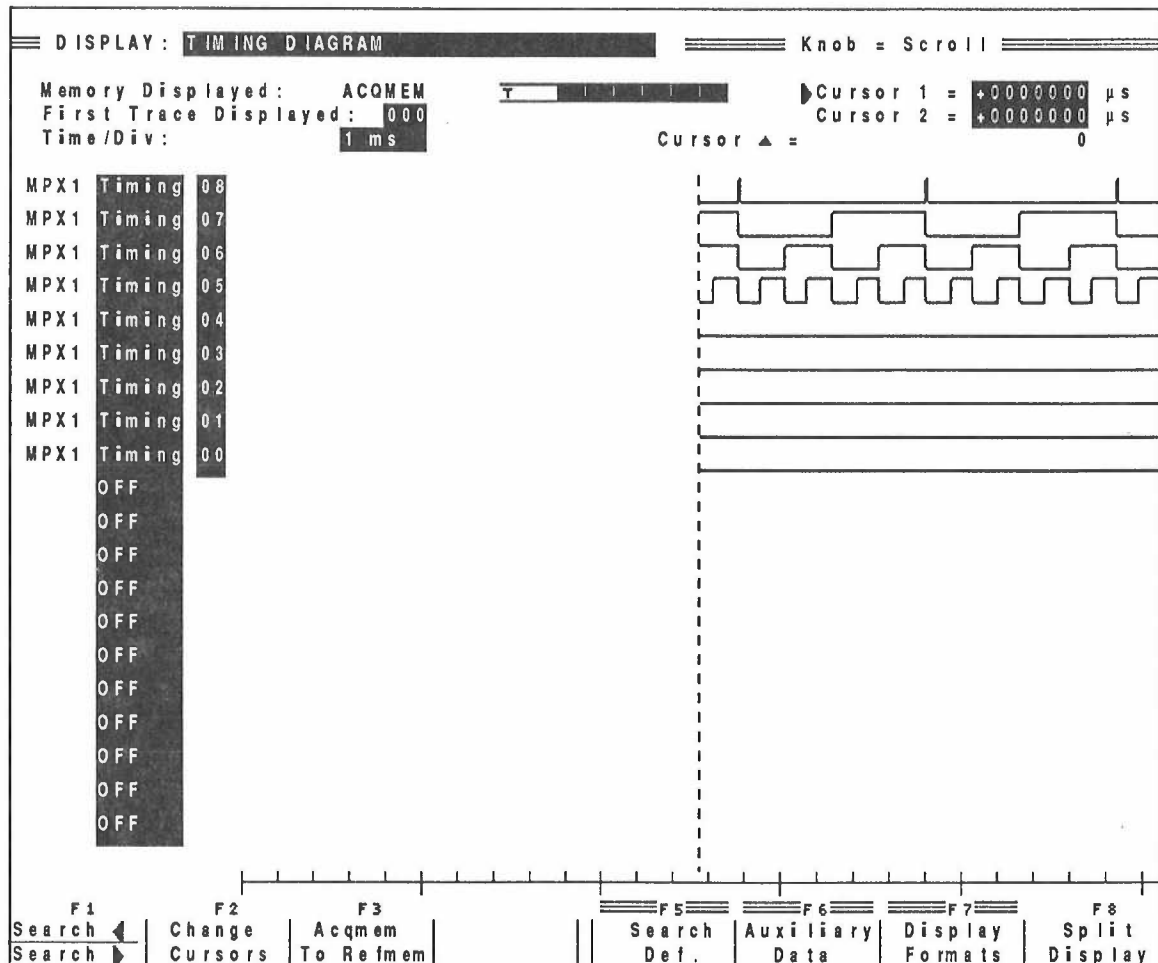 DISPLAY: TIMING DIAGRAM Knob = Scroll
Memory Displayed: ACQMEM T Cursor 1 = +0000000 µs
First Trace Displayed: 000 Cursor 2 = +0000000 µs
Time/Div: 1 ms Cursor ▲ = 0
MPX1 Timing 08
MPX1 Timing 07
MPX1 Timing 06
MPX1 Timing 05
MPX1 Timing 04
MPX1 Timing 03
MPX1 Timing 02
MPX1 Timing 01
MPX1 Timing 00
OFF
OFF
OFF
OFF
OFF
OFF
OFF
OFF
OFF
OFF
OFF
F1 F2 F3 F5 F6 F7 F8
Search Change Acqmem Search Auxiliary Display Split
Search Cursors To Refmem Def. Data Formats Display